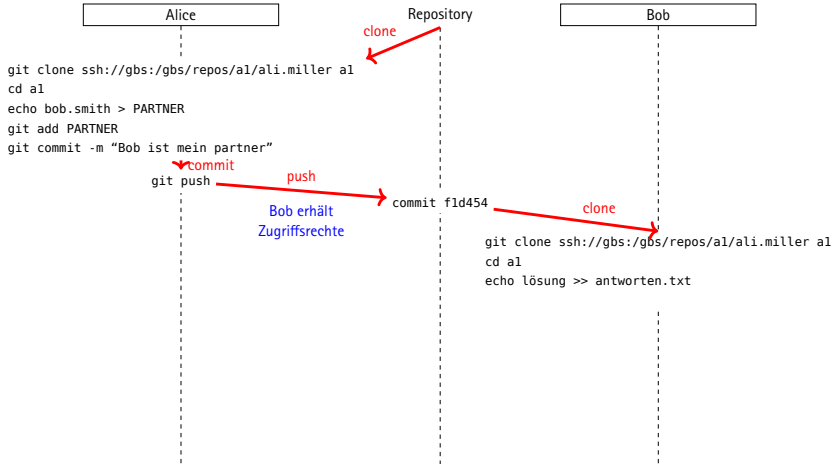 Alice
Repository
Bob
clone
git clone ssh://gbs:/gbs/repos/a1/ali.miller a1
cd a1
echo bob.smith > PARTNER
git add PARTNER
git commit -m “Bob ist mein partner”
commit
git push
push
Bob erhält
Zugriffsrechte
commit f1d454
clone
git clone ssh://gbs:/gbs/repos/a1/ali.miller a1
cd a1
echo lösung >> antworten.txt